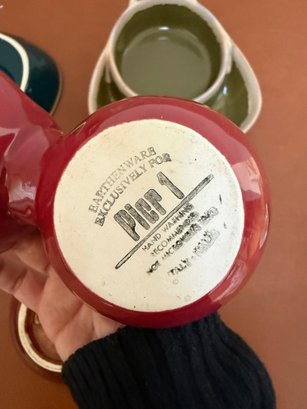 EARTHENWARE
EXCLUSIVELY FOR
Pier 1
HAND WASHING
RECOMMENDED
NOT MICROWAVE
ITALY